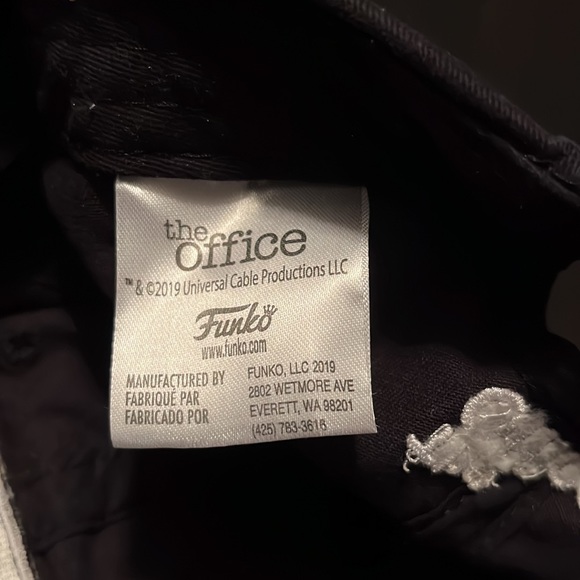 the
office
™ & ©2019 Universal Cable Productions LLC
Funko
www.funko.com
MANUFACTURED BY
FABRIQUÉ PAR
FABRICADO POR
FUNKO, LLC 2019
2802 WETMORE AVE
EVERETT, WA 98201
(425) 783-3616